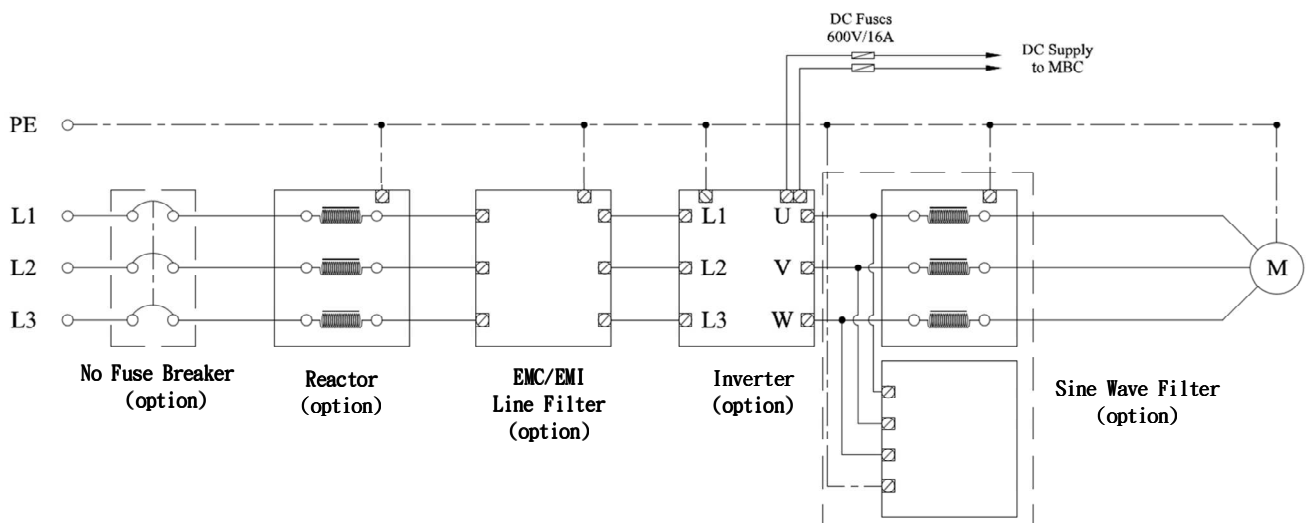 DC Fuses
600V/16A
DC Supply
to MBC
PE
L1
L2
L3
L1 U
L2 V
L3 W
M
No Fuse Breaker
(option)
Reactor
(option)
EMC/EMI
Line Filter
(option)
Inverter
(option)
Sine Wave Filter
(option)